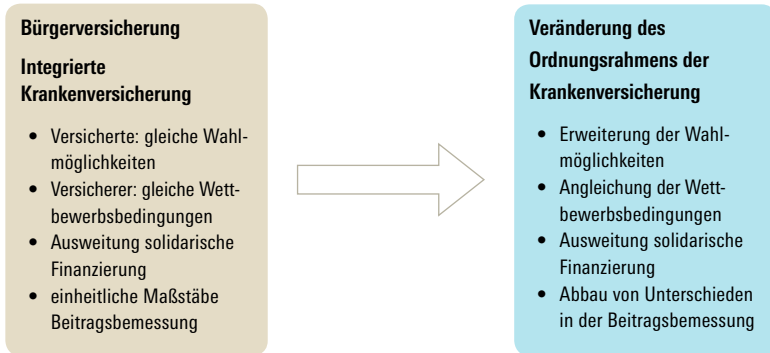 Bürgerversicherung
Integrierte
Krankenversicherung
• Versicherte: gleiche Wahl-
möglichkeiten
• Versicherer: gleiche Wett-
bewerbsbedingungen
• Ausweitung solidarische
Finanzierung
• einheitliche Maßstäbe
Beitragsbemessung
Veränderung des
Ordnungsrahmens der
Krankenversicherung
• Erweiterung der Wahl-
möglichkeiten
• Angleichung der Wett-
bewerbsbedingungen
• Ausweitung solidarische
Finanzierung
• Abbau von Unterschieden
in der Beitragsbemessung